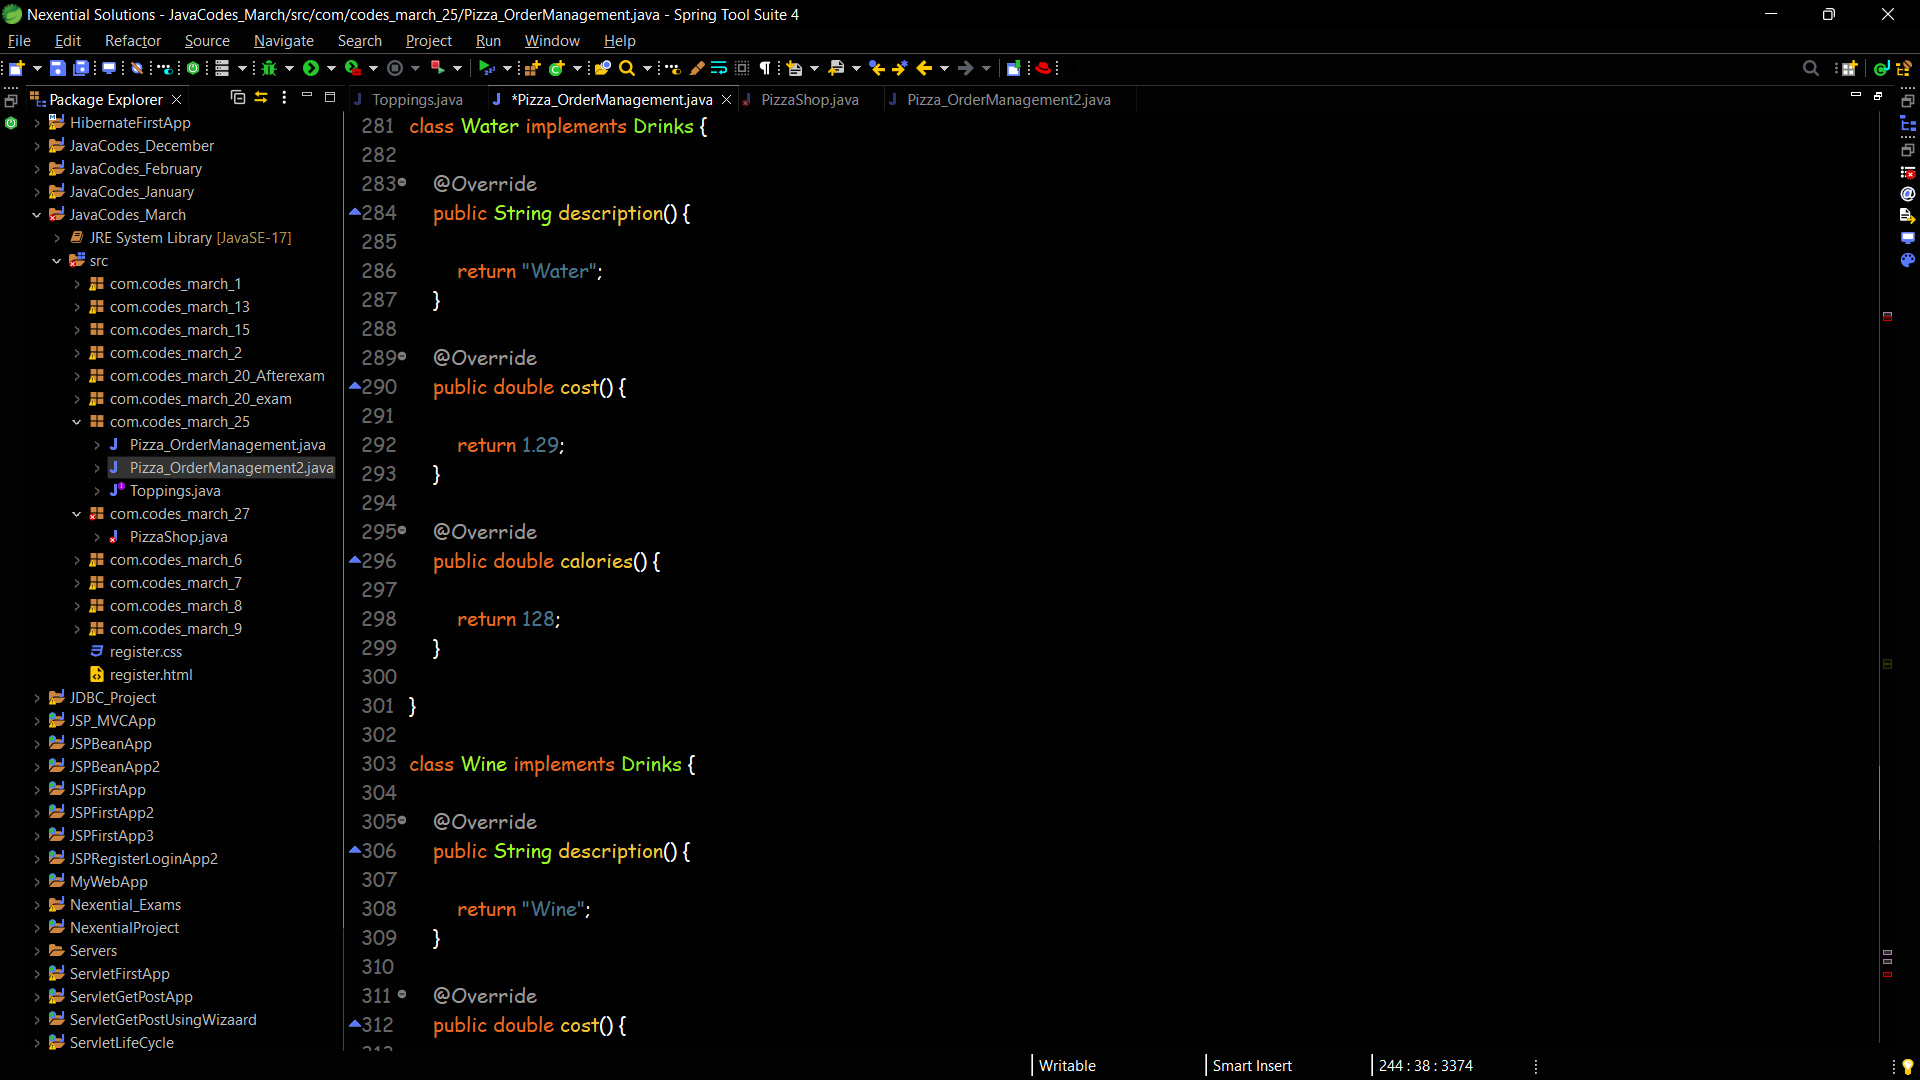 Nexential Solutions - JavaCodes_March/src/com/codes_march_25/Pizza_OrderManagement.java - Spring Tool Suite 4
File Edit Refactor Source Navigate Search Project Run Window Help
Package Explorer
Toppings.java
*Pizza_OrderManagement.java
PizzaShop.java
Pizza_OrderManagement2.java
HibernateFirstApp
JavaCodes_December
JavaCodes_February
JavaCodes_January
JavaCodes_March
JRE System Library [JavaSE-17]
src
com.codes_march_1
com.codes_march_13
com.codes_march_15
com.codes_march_2
com.codes_march_20_Afterexam
com.codes_march_20_exam
com.codes_march_25
Pizza_OrderManagement.java
Pizza_OrderManagement2.java
Toppings.java
com.codes_march_27
PizzaShop.java
com.codes_march_6
com.codes_march_7
com.codes_march_8
com.codes_march_9
register.css
register.html
JDBC_Project
JSP_MVCApp
JSPBeanApp
JSPBeanApp2
JSPFirstApp
JSPFirstApp2
JSPFirstApp3
JSPRegisterLoginApp2
MyWebApp
Nexential_Exams
NexentialProject
Servers
ServletFirstApp
ServletGetPostApp
ServletGetPostUsingWizaard
ServletLifeCycle
281 class Water implements Drinks {
282
283 @Override
284 public String description() {
285
286 return "Water";
287 }
288
289 @Override
290 public double cost() {
291
292 return 1.29;
293 }
294
295 @Override
296 public double calories() {
297
298 return 128;
299 }
300
301 }
302
303 class Wine implements Drinks {
304
305 @Override
306 public String description() {
307
308 return "Wine";
309 }
310
311 @Override
312 public double cost() {
Writable
Smart Insert
244 : 38 : 3374